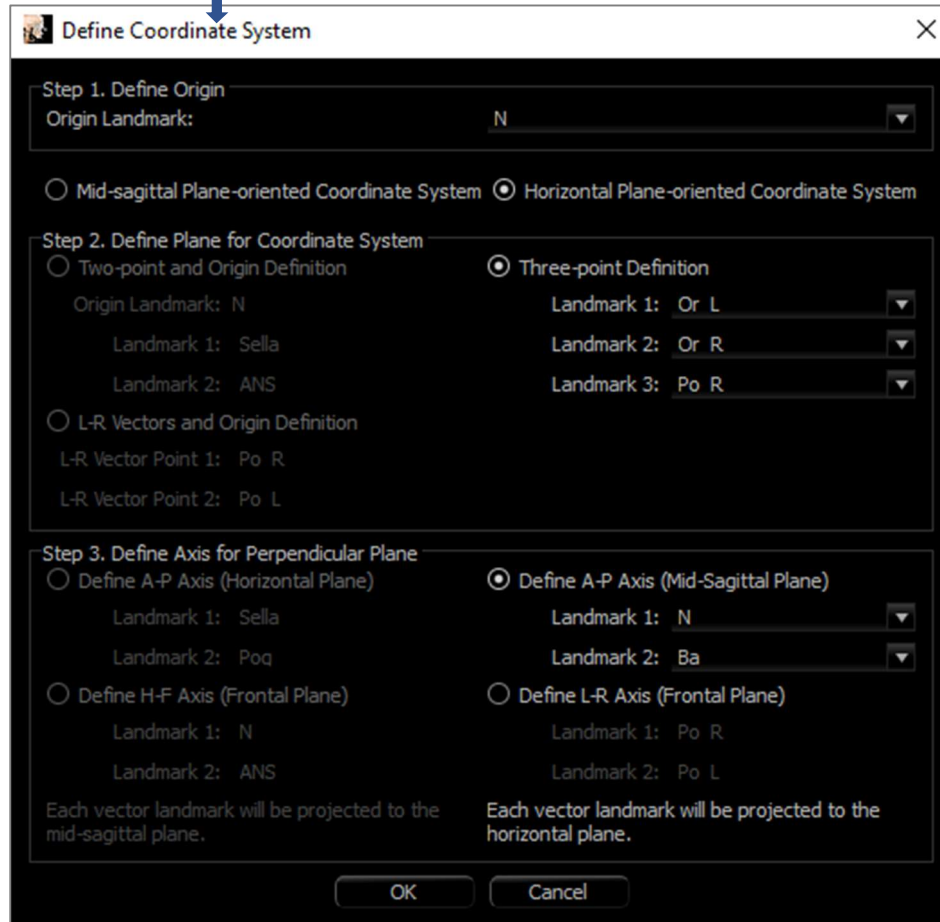 Define Coordinate System
Step 1. Define Origin
Origin Landmark: N
Mid-sagittal Plane-oriented Coordinate System Horizontal Plane-oriented Coordinate System
Step 2. Define Plane for Coordinate System
Two-point and Origin Definition Three-point Definition
Origin Landmark: N Landmark 1: Or L
Landmark 1: Sella Landmark 2: Or R
Landmark 2: ANS Landmark 3: Po R
L-R Vectors and Origin Definition
L-R Vector Point 1: Po R
L-R Vector Point 2: Po L
Step 3. Define Axis for Perpendicular Plane
Define A-P Axis (Horizontal Plane) Define A-P Axis (Mid-Sagittal Plane)
Landmark 1: Sella Landmark 1: N
Landmark 2: Pog Landmark 2: Ba
Define H-F Axis (Frontal Plane) Define L-R Axis (Frontal Plane)
Landmark 1: N Landmark 1: Po R
Landmark 2: ANS Landmark 2: Po L
Each vector landmark will be projected to the Each vector landmark will be projected to the
mid-sagittal plane. horizontal plane.
OK Cancel